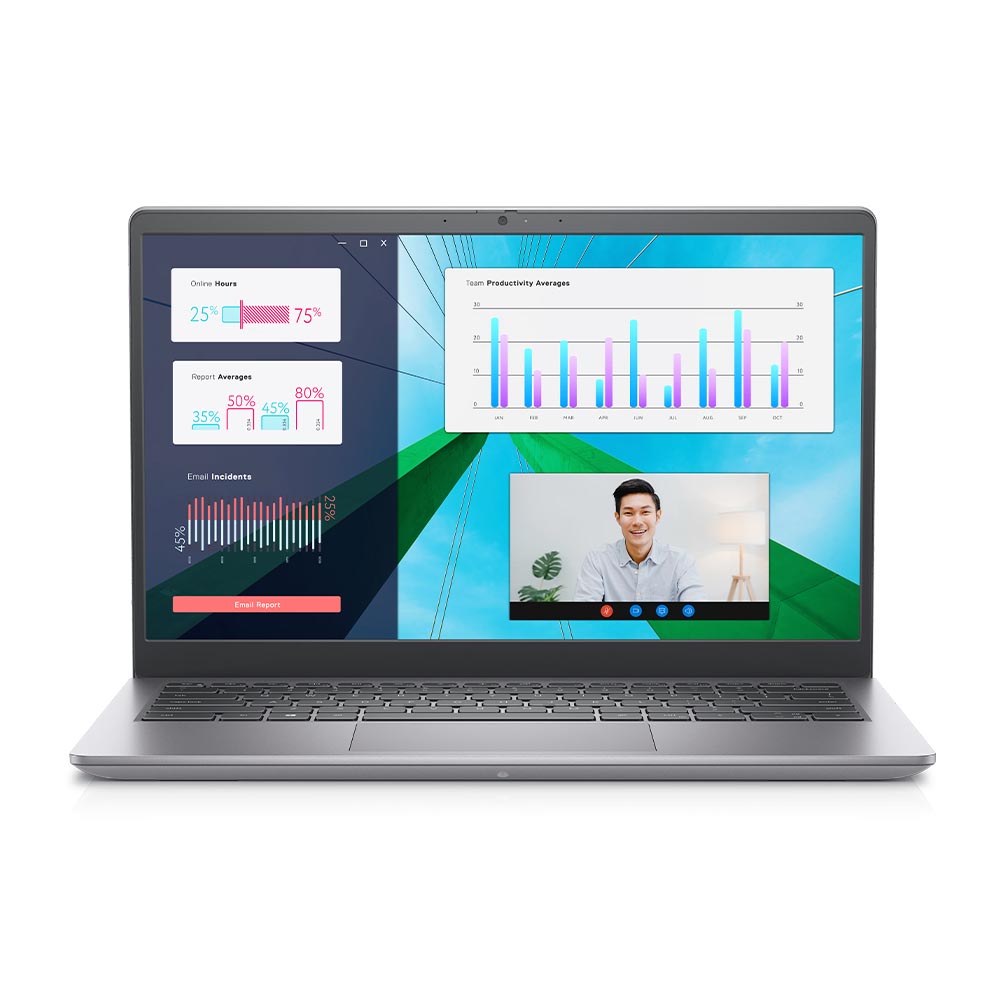 X
Online Hours
25% 75%
Report Averages
35% 50% 45% 80%
Email Incidents
45% 25%
Email Report
Team Productivity Averages
30 30
20 20
10 10
0 0
JAN FEB MAR APR JUN JUL AUG SEP OCT